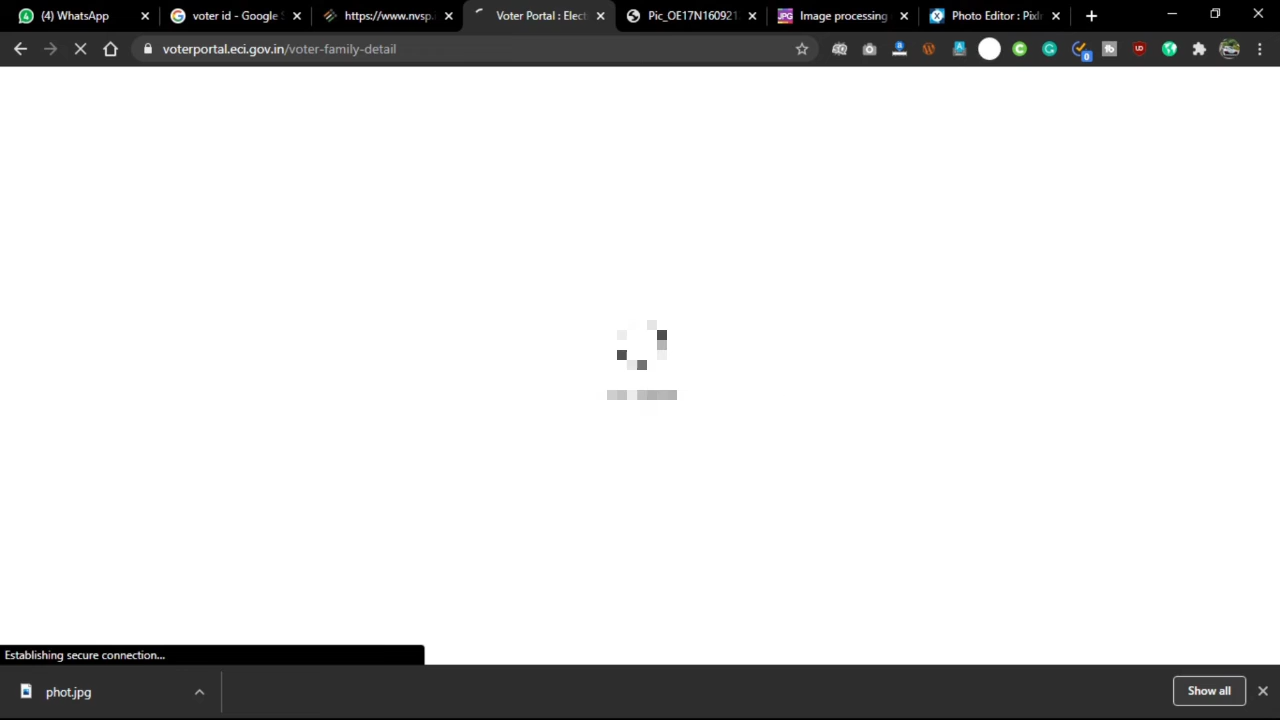 (4) WhatsApp
voter id - Google
https://www.nvsp.
Voter Portal : Elect
Pic_OE17N160921
Image processing
Photo Editor : Pixlr
voterportal.eci.gov.in/voter-family-detail
Establishing secure connection...
phot.jpg
Show all